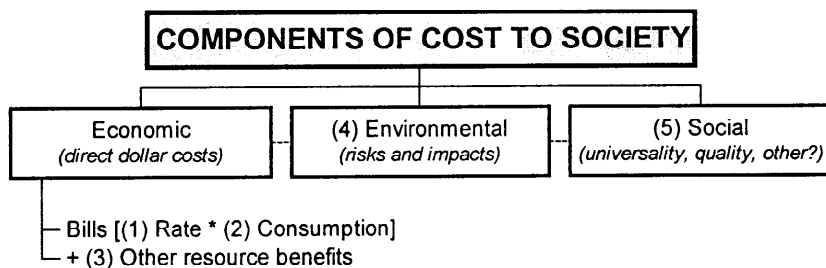 COMPONENTS OF COST TO SOCIETY
Economic
(direct dollar costs)
(4) Environmental
(risks and impacts)
(5) Social
(universality, quality, other?)
Bills [(1) Rate * (2) Consumption]
+ (3) Other resource benefits